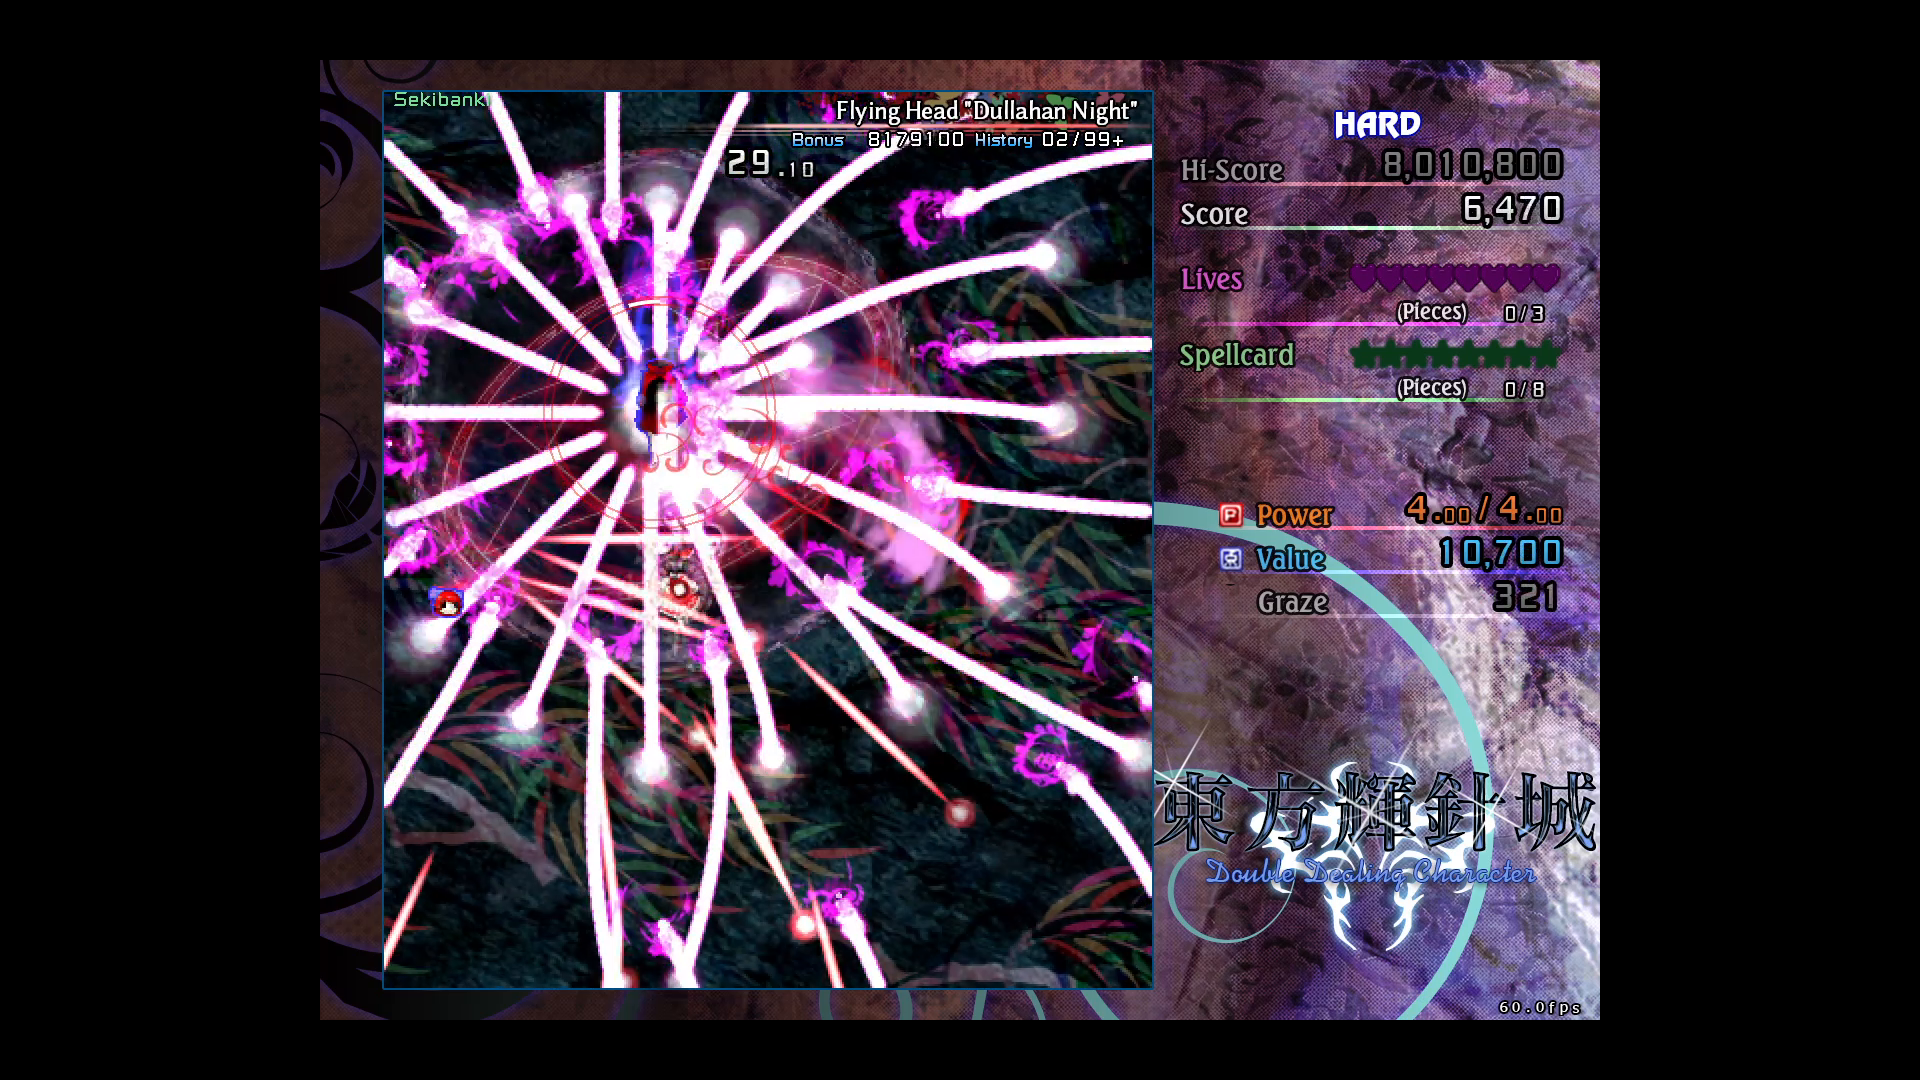 Sekibanki
Flying Head "Dullahan Night"
Bonus 8179100 History 02/99+
29.10
HARD
Hi-Score 8,010,800
Score 6,470
Lives
(Pieces) 0/3
Spellcard
(Pieces) 0/8
P Power 4.00/4.00
Value 10,700
Graze 321
東方輝針城
Double Dealing Character
60.0fps